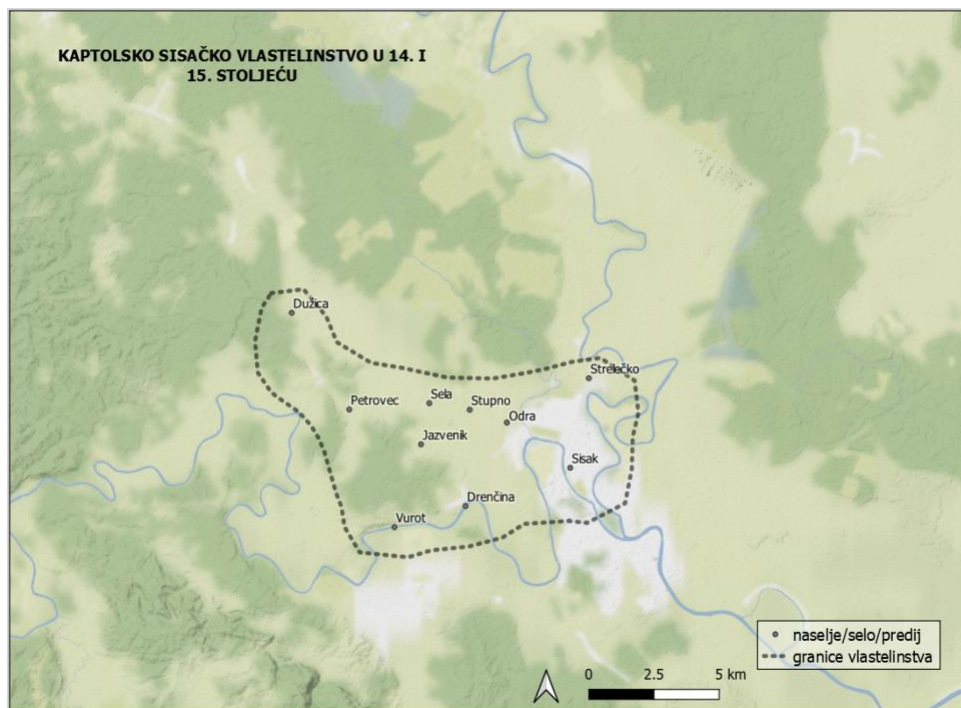 KAPTOLSKO SISAČKO VLASTELINSTVO U 14. I
15. STOLJEĆU
Dužica
Strelečko
Petrovec
Sela
Stupno
Odra
Jazvenik
Sisak
Drenčina
Vurot
naselje/selo/predij
granice vlastelinstva
0 2.5 5 km